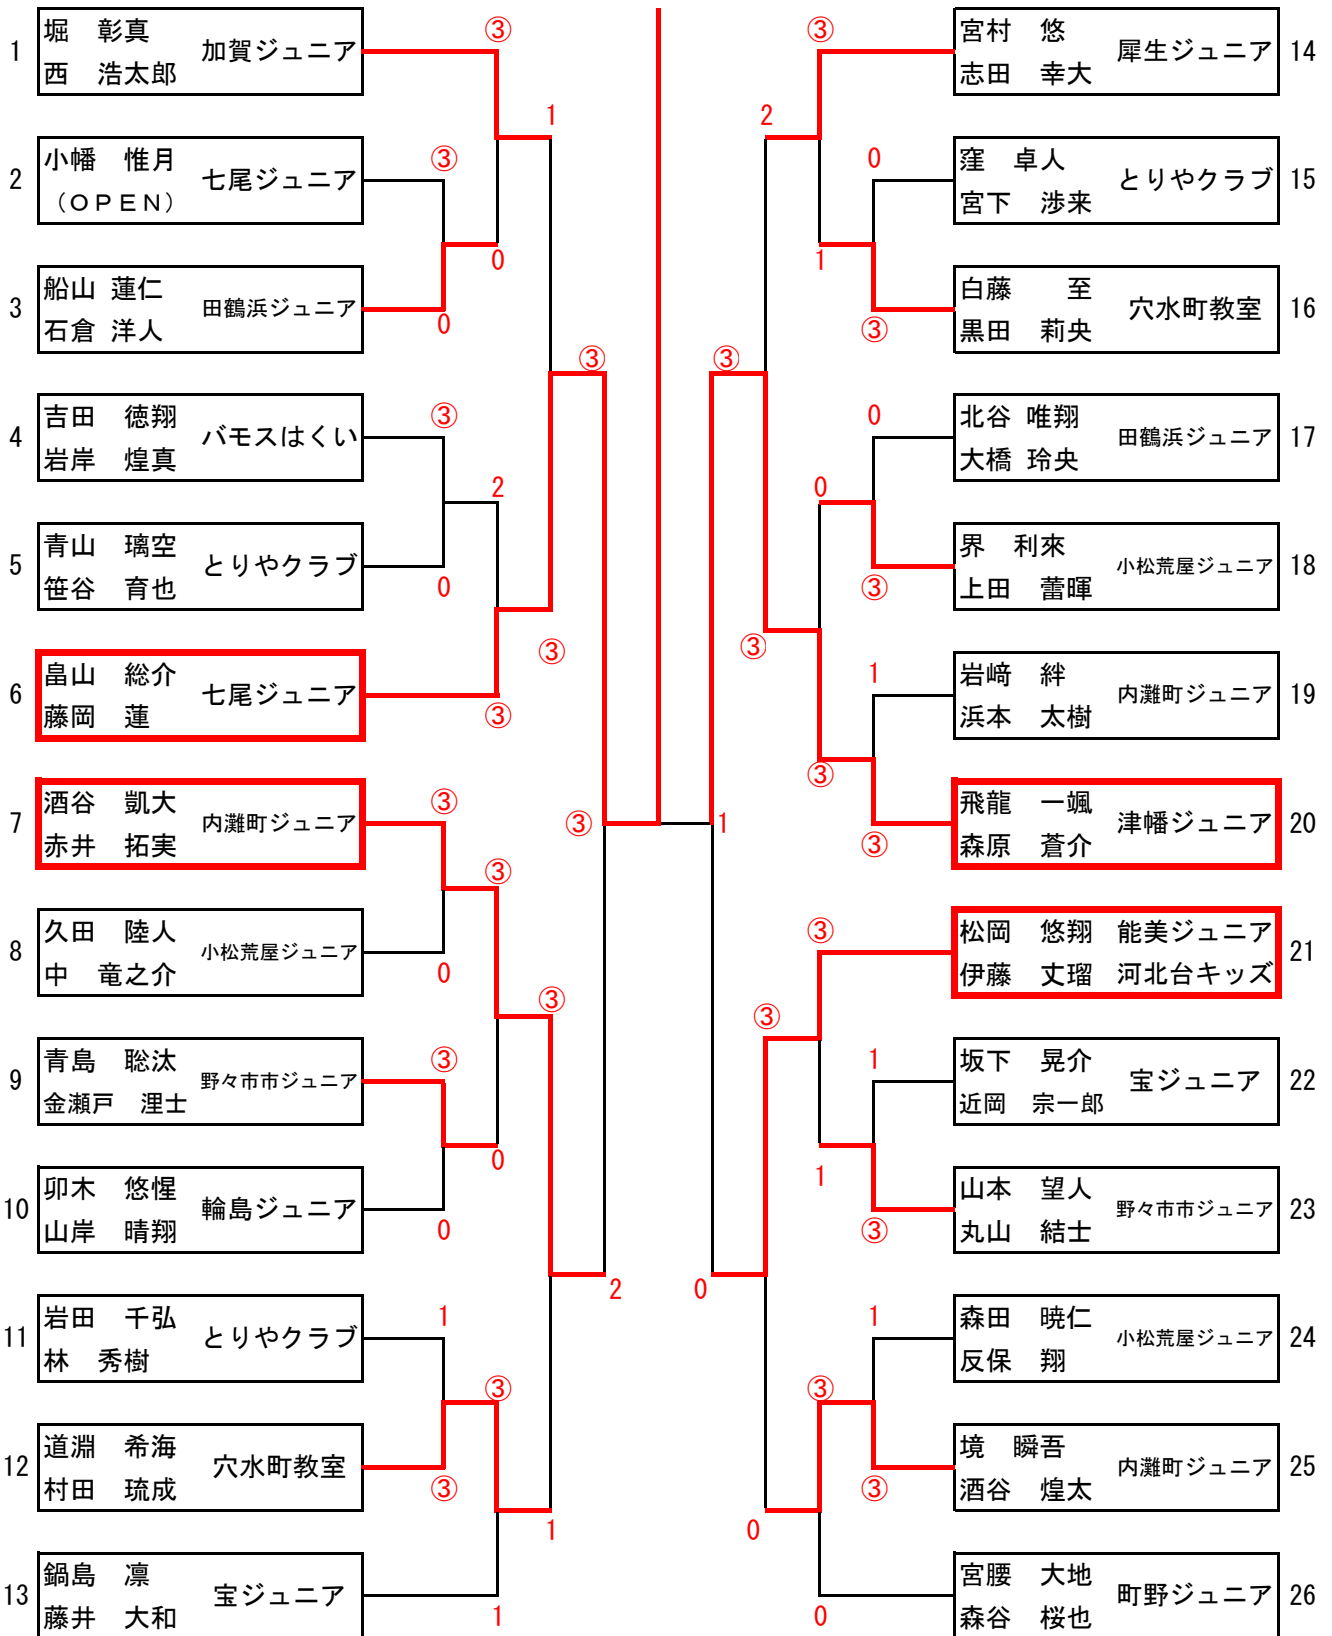 1 堀　彰真 加賀ジュニア
西　浩太郎
2 小幡　惟月 七尾ジュニア
（ＯＰＥＮ）
3 船山 蓮仁 田鶴浜ジュニア
石倉 洋人
4 吉田　徳翔 バモスはくい
岩岸　煌真
5 青山　璃空 とりやクラブ
笹谷　育也
6 畠山　総介 七尾ジュニア
藤岡　蓮
7 酒谷　凱大 内灘町ジュニア
赤井　拓実
8 久田　陸人 小松荒屋ジュニア
中　竜之介
9 青島　聡汰 野々市市ジュニア
金瀬戸　浬士
10 卯木　悠惺 輪島ジュニア
山岸　晴翔
11 岩田　千弘 とりやクラブ
林　秀樹
12 道淵　希海 穴水町教室
村田　琉成
13 鍋島　凛 宝ジュニア
藤井　大和
③
1
③
0
0
③
③
2
0
③
③
③
③
③
0
③
③
0
0
2
1
③
③
1
1
③
2
0
1
③
③
0
0
③
③
1
③
③
1
③
③
1
1
③
0
1
③
③
0
0
宮村　悠 犀生ジュニア 14
志田　幸大
窪　卓人 とりやクラブ 15
宮下　渉来
白藤　　至 穴水町教室 16
黒田　莉央
北谷 唯翔 田鶴浜ジュニア 17
大橋 玲央
界　利來 小松荒屋ジュニア 18
上田　蕾暉
岩﨑　絆 内灘町ジュニア 19
浜本　太樹
飛龍　一颯 津幡ジュニア 20
森原　蒼介
松岡　悠翔 能美ジュニア 21
伊藤　丈瑠 河北台キッズ
坂下　晃介 宝ジュニア 22
近岡　宗一郎
山本　望人 野々市市ジュニア 23
丸山　結士
森田　暁仁 小松荒屋ジュニア 24
反保　翔
境　瞬吾 内灘町ジュニア 25
酒谷　煌太
宮腰　大地 町野ジュニア 26
森谷　桜也